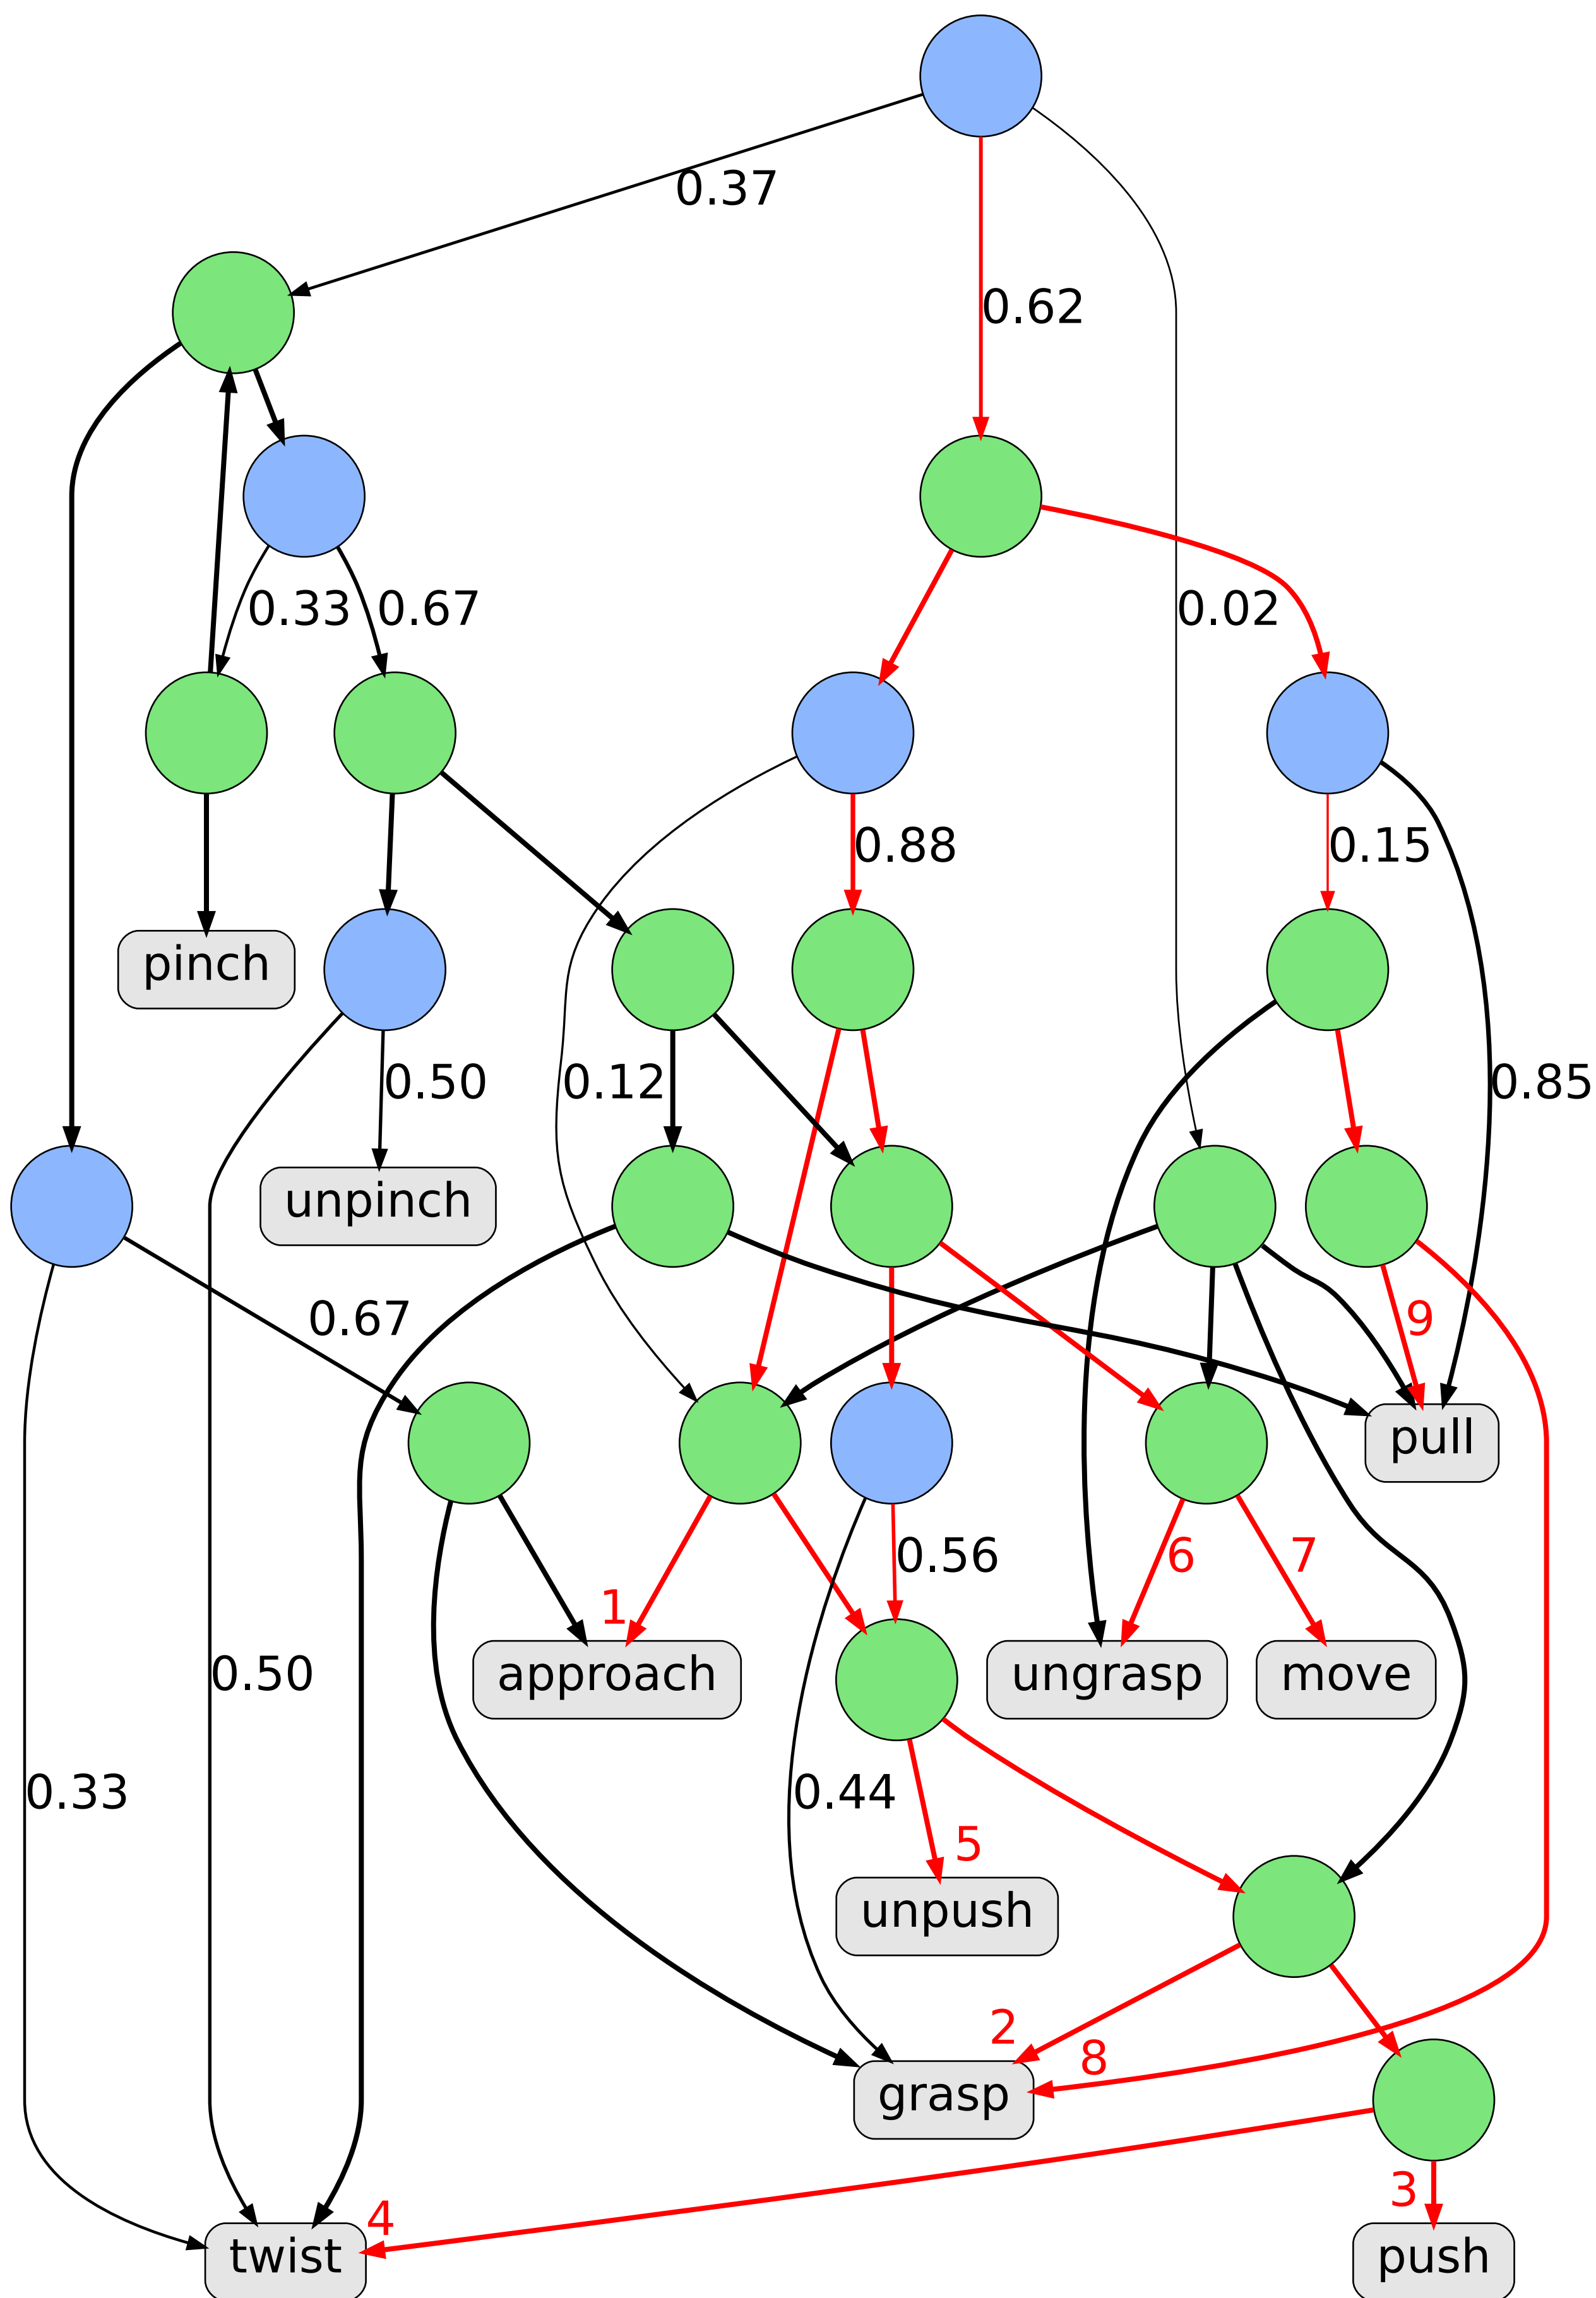 0.37
0.62
0.33
0.67
0.02
0.88
0.15
pinch
0.50
0.12
0.85
unpinch
0.67
9
pull
0.56
6
7
1
0.50
approach
ungrasp
move
0.33
0.44
5
unpush
2
8
grasp
3
4
twist
push